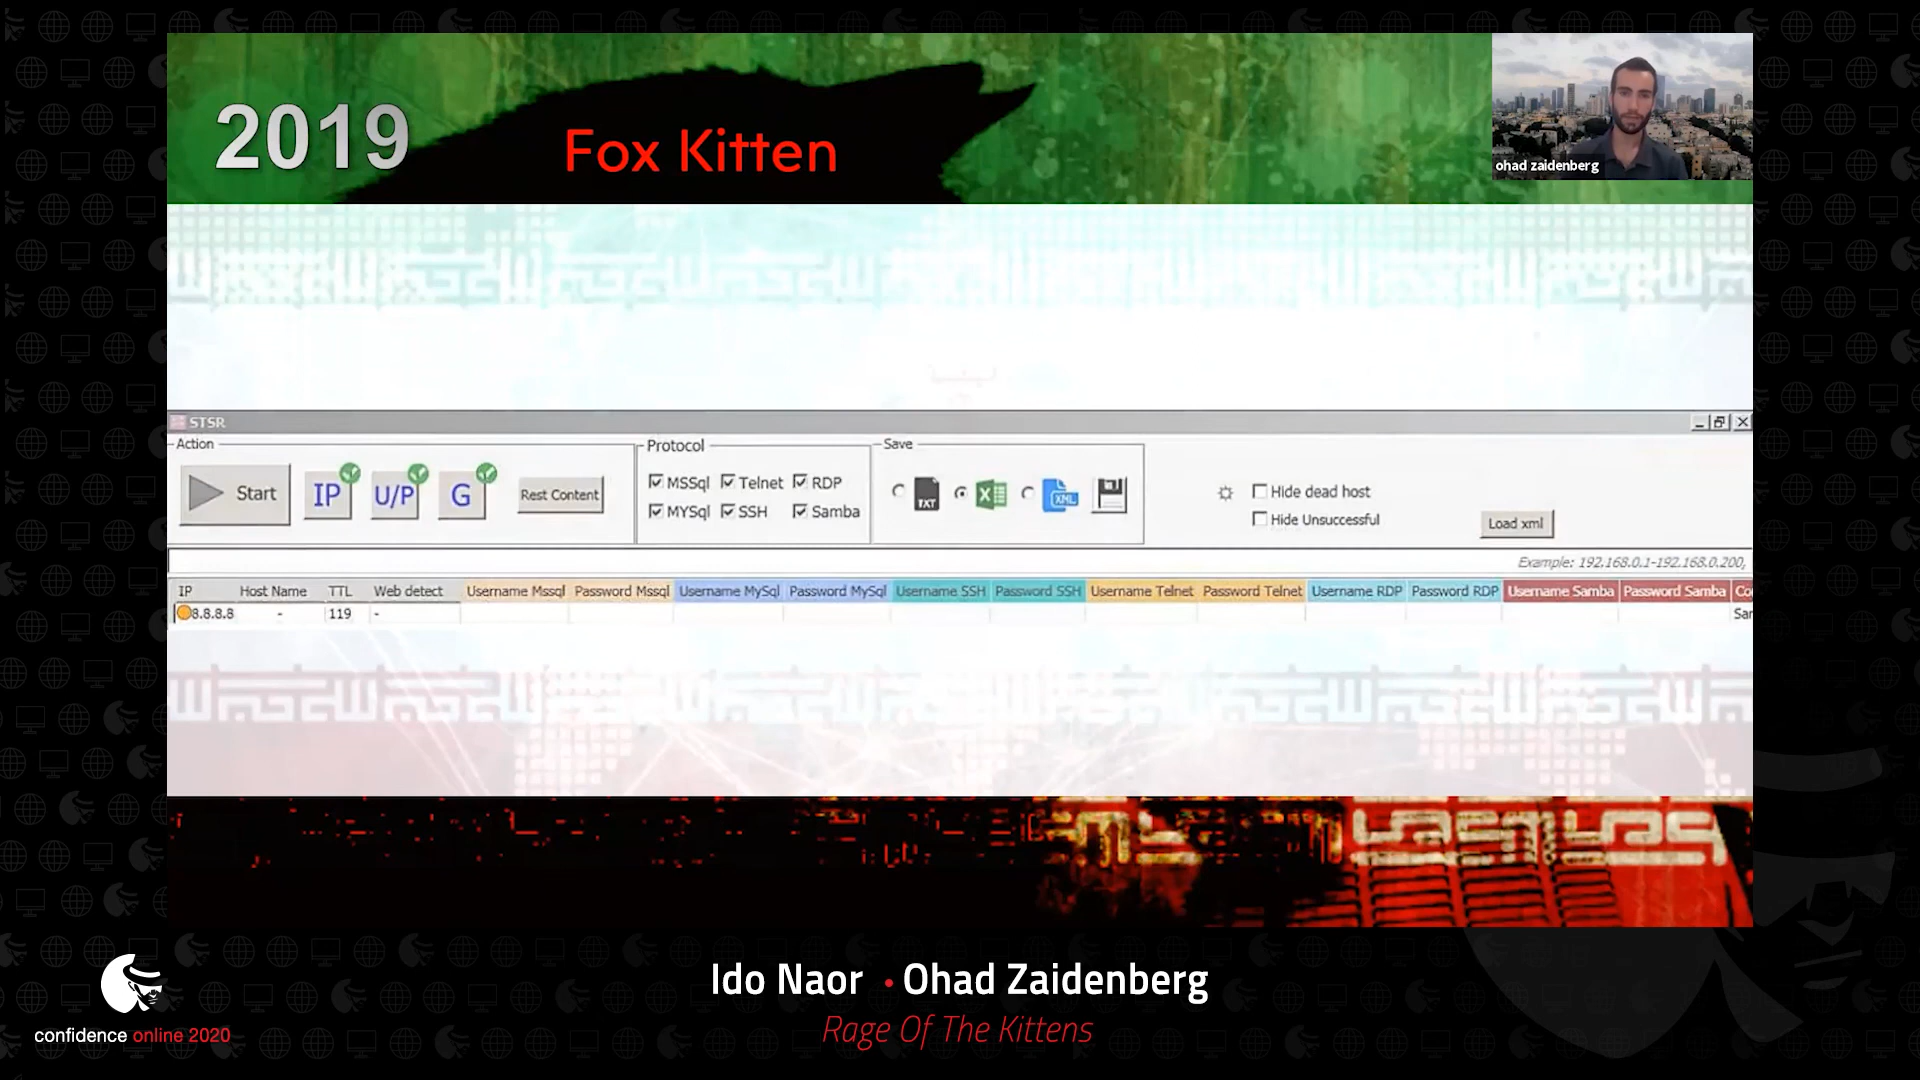 2019
Fox Kitten
ohad zaidenberg
STSR
Action
Protocol
Save
Start
IP
U/P
G
Rest Content
MSSql
Telnet
RDP
MYSql
SSH
Samba
TXT
XML
Hide dead host
Hide Unsuccessful
Load xml
Example: 192.168.0.1-192.168.0.200,
IP Host Name TTL Web detect Username Mssql Password Mssql Username MySql Password MySql Username SSH Password SSH Username Telnet Password Telnet Username RDP Password RDP Username Samba Password Samba Co
8.8.8.8 - 119 - Sar
Ido Naor • Ohad Zaidenberg
Rage Of The Kittens
confidence online 2020